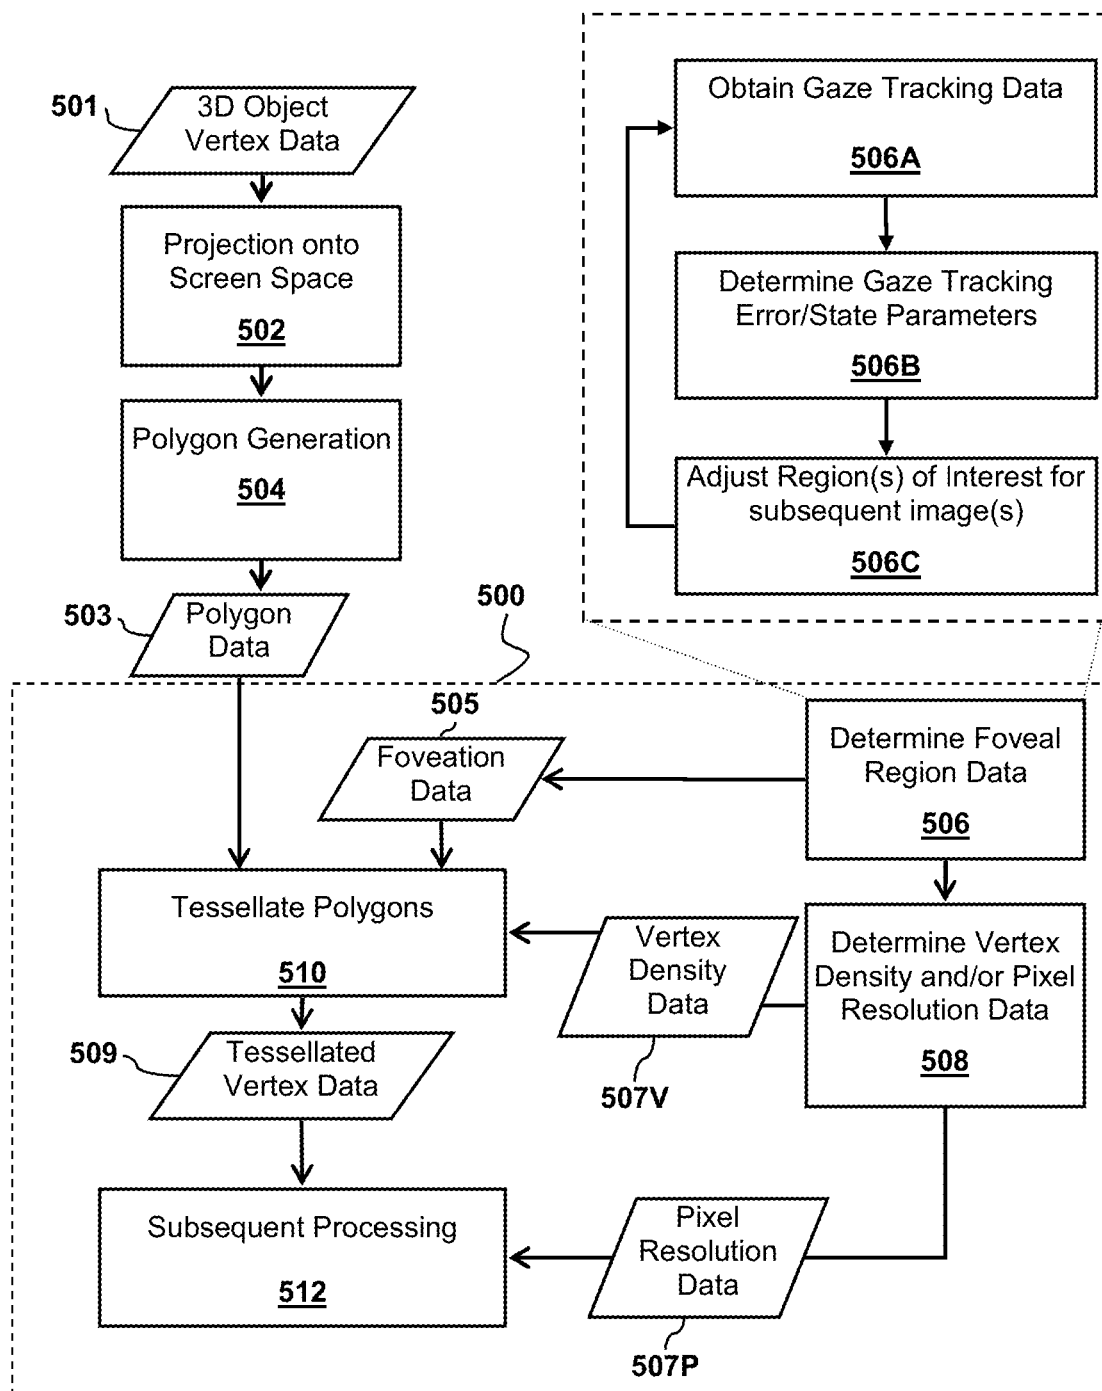 501
3D Object
Vertex Data
Projection onto
Screen Space
502
Polygon Generation
504
503
Polygon
Data
Obtain Gaze Tracking Data
506A
Determine Gaze Tracking
Error/State Parameters
506B
Adjust Region(s) of Interest for
subsequent image(s)
506C
500
505
Foveation
Data
Determine Foveal
Region Data
506
Tessellate Polygons
510
Vertex
Density
Data
507V
Determine Vertex
Density and/or Pixel
Resolution Data
508
509
Tessellated
Vertex Data
Subsequent Processing
512
Pixel
Resolution
Data
507P